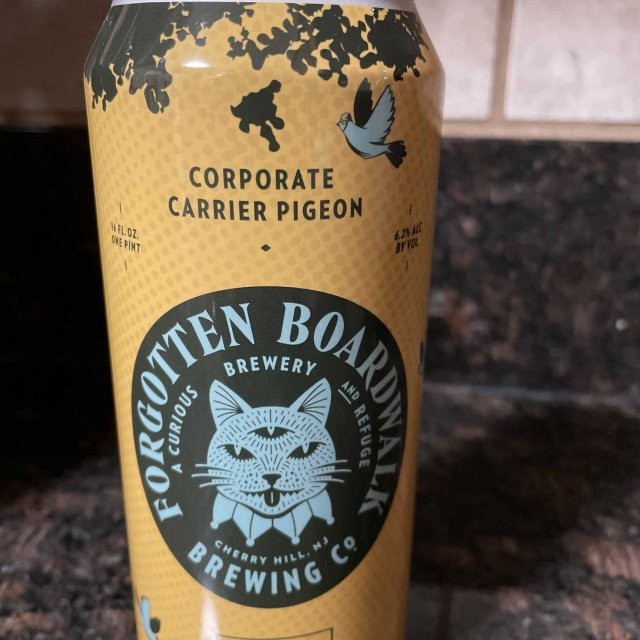 CORPORATE
CARRIER PIGEON
16 FL. OZ.
ONE PINT
6.2% ALC
BY VOL
FORGOTTEN BOARDWALK
A CURIOUS BREWERY AND REFUGE
CHERRY HILL, NJ
BREWING CO